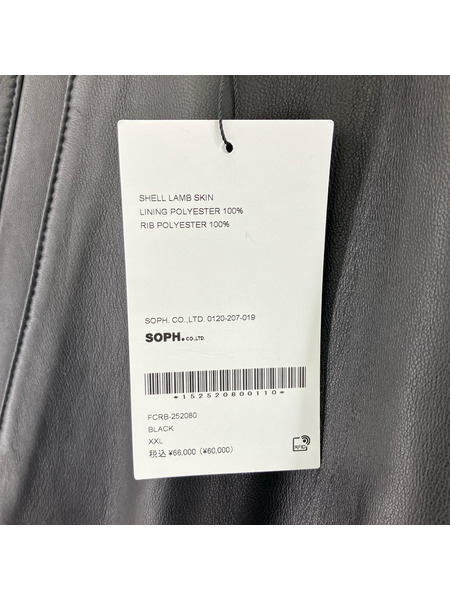 SHELL LAMB SKIN
LINING POLYESTER 100%
RIB POLYESTER 100%
SOPH. CO.,LTD. 0120-207-019
SOPH.CO.,LTD.
*152520800110*
FCRB-252080
BLACK
XXL
税込 ¥66,000 (¥60,000)
RFID